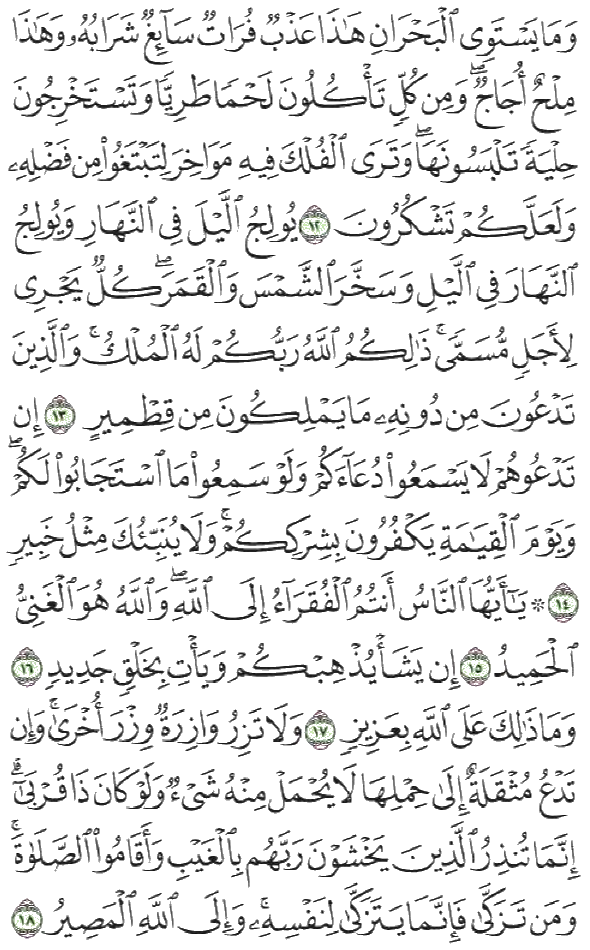 وَمَا يَسْتَوِى ٱلْبَحْرَانِ هَٰذَا عَذْبٌ فُرَاتٌ سَآئِغٌ شَرَابُهُۥ وَهَٰذَا
مِلْحٌ أُجَاجٌ ۖ وَمِن كُلٍّ تَأْكُلُونَ لَحْمًا طَرِيًّا وَتَسْتَخْرِجُونَ
حِلْيَةً تَلْبَسُونَهَا ۖ وَتَرَى ٱلْفُلْكَ فِيهِ مَوَاخِرَ لِتَبْتَغُوا۟ مِن فَضْلِهِۦ
وَلَعَلَّكُمْ تَشْكُرُونَ ١٢ يُولِجُ ٱلَّيْلَ فِى ٱلنَّهَارِ وَيُولِجُ
ٱلنَّهَارَ فِى ٱلَّيْلِ وَسَخَّرَ ٱلشَّمْسَ وَٱلْقَمَرَ ۖ كُلٌّ يَجْرِى
لِأَجَلٍ مُّسَمًّى ۚ ذَٰلِكُمُ ٱللَّهُ رَبُّكُمْ لَهُ ٱلْمُلْكُ ۚ وَٱلَّذِينَ
تَدْعُونَ مِن دُونِهِۦ مَا يَمْلِكُونَ مِن قِطْمِيرٍ ١٣ إِن
تَدْعُوهُمْ لَا يَسْمَعُوا۟ دُعَآءَكُمْ وَلَوْ سَمِعُوا۟ مَا ٱسْتَجَابُوا۟ لَكُمْ ۖ
وَيَوْمَ ٱلْقِيَٰمَةِ يَكْفُرُونَ بِشِرْكِكُمْ ۚ وَلَا يُنَبِّئُكَ مِثْلُ خَبِيرٍ
١٤ ۞ يَٰٓأَيُّهَا ٱلنَّاسُ أَنتُمُ ٱلْفُقَرَآءُ إِلَى ٱللَّهِ ۖ وَٱللَّهُ هُوَ ٱلْغَنِىُّ
ٱلْحَمِيدُ ١٥ إِن يَشَأْ يُذْهِبْكُمْ وَيَأْتِ بِخَلْقٍ جَدِيدٍ ١٦
وَمَا ذَٰلِكَ عَلَى ٱللَّهِ بِعَزِيزٍ ١٧ وَلَا تَزِرُ وَازِرَةٌ وِزْرَ أُخْرَىٰ ۚ وَإِن
تَدْعُ مُثْقَلَةٌ إِلَىٰ حِمْلِهَا لَا يُحْمَلْ مِنْهُ شَىْءٌ وَلَوْ كَانَ ذَا قُرْبَىٰٓ ۗ
إِنَّمَا تُنذِرُ ٱلَّذِينَ يَخْشَوْنَ رَبَّهُم بِٱلْغَيْبِ وَأَقَامُوا۟ ٱلصَّلَوٰةَ ۚ
وَمَن تَزَكَّىٰ فَإِنَّمَا يَتَزَكَّىٰ لِنَفْسِهِۦ ۚ وَإِلَى ٱللَّهِ ٱلْمَصِيرُ ١٨